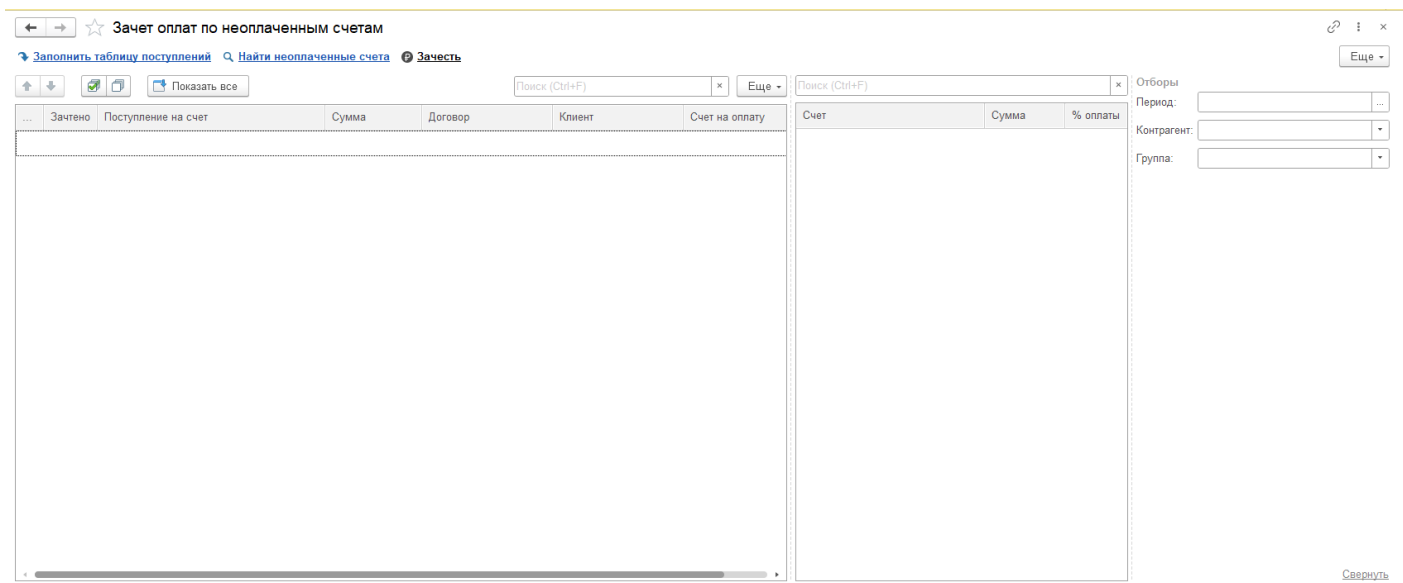 Зачет оплат по неоплаченным счетам
Заполнить таблицу поступлений Найти неоплаченные счета Зачесть Еще
Показать все Поиск (Ctrl+F) × Еще Поиск (Ctrl+F) × Отборы
... Зачтено Поступление на счет Сумма Договор Клиент Счет на оплату Счет Сумма % оплаты
Период: ...
Контрагент:
Группа:
Свернуть